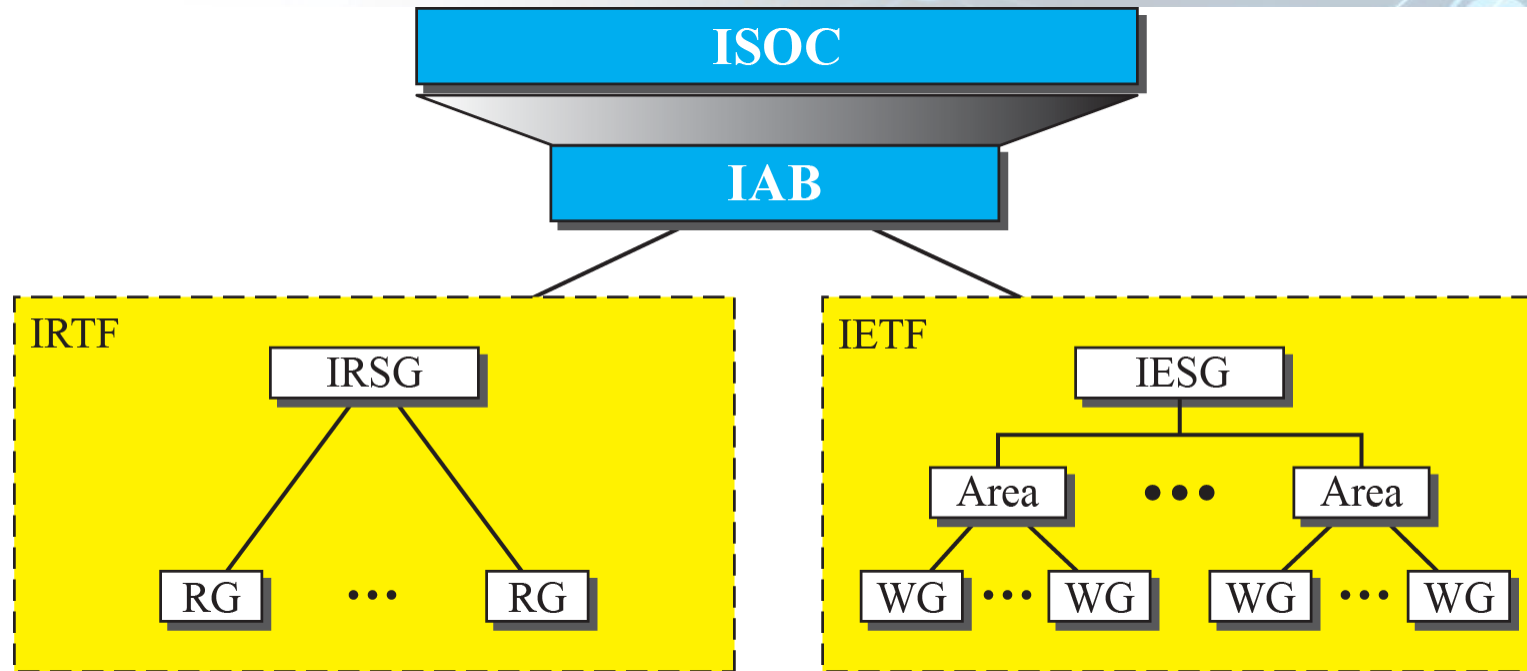 ISOC
IAB
IRTF
IRSG
RG ... RG
IETF
IESG
Area ... Area
WG ... WG WG ... WG